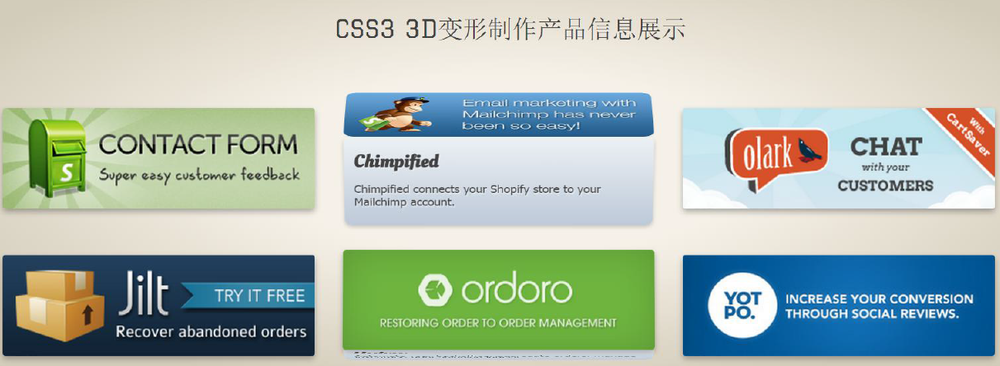 CSS3 3D变形制作产品信息展示
S
CONTACT FORM
Super easy customer feedback
Email marketing with
Mailchimp has never
been so easy!
Chimpified
Chimpified connects your Shopify store to your
Mailchimp account.
olark
CHAT
with your
CUSTOMERS
With
CartSaver
Jilt
TRY IT FREE
Recover abandoned orders
ordoro
RESTORING ORDER TO ORDER MANAGEMENT
YOT
PO.
INCREASE YOUR CONVERSION
THROUGH SOCIAL REVIEWS.